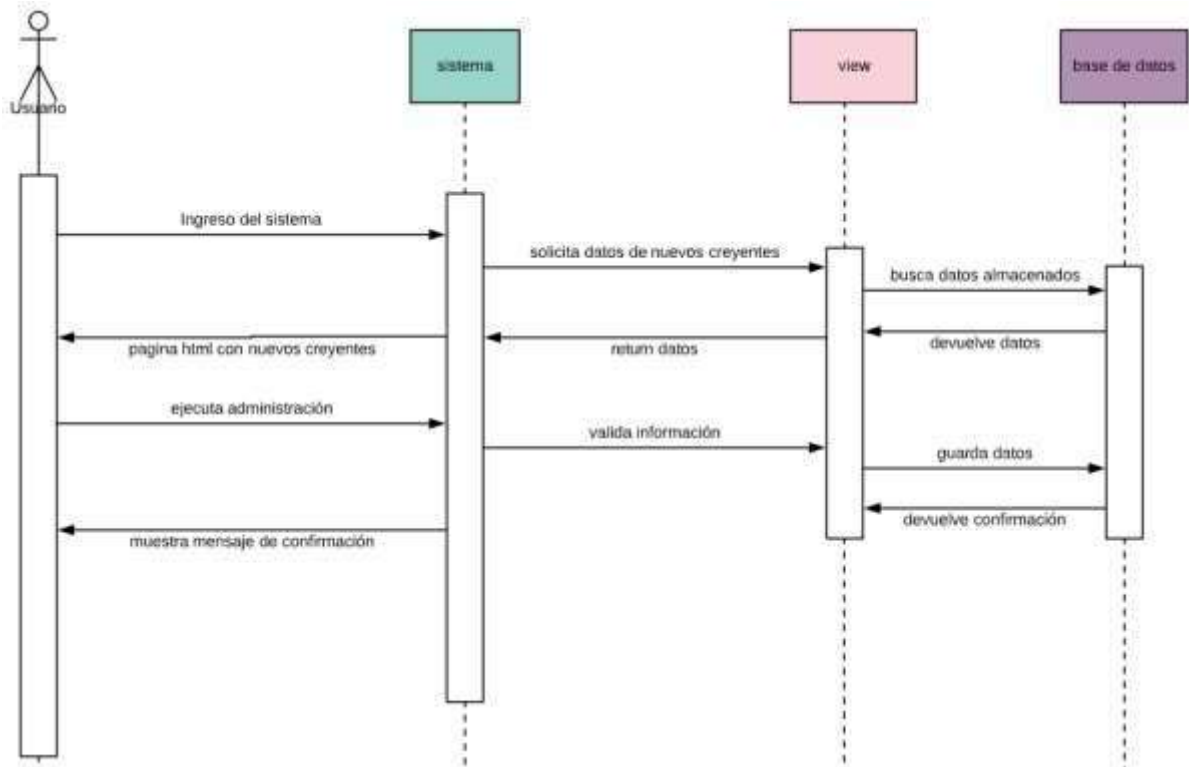 sistema
view
base de datos
Usuario
Ingreso del sistema
solicita datos de nuevos creyentes
busca datos almacenados
devuelve datos
return datos
pagina html con nuevos creyentes
ejecuta administración
valida información
guarda datos
devuelve confirmación
muestra mensaje de confirmación